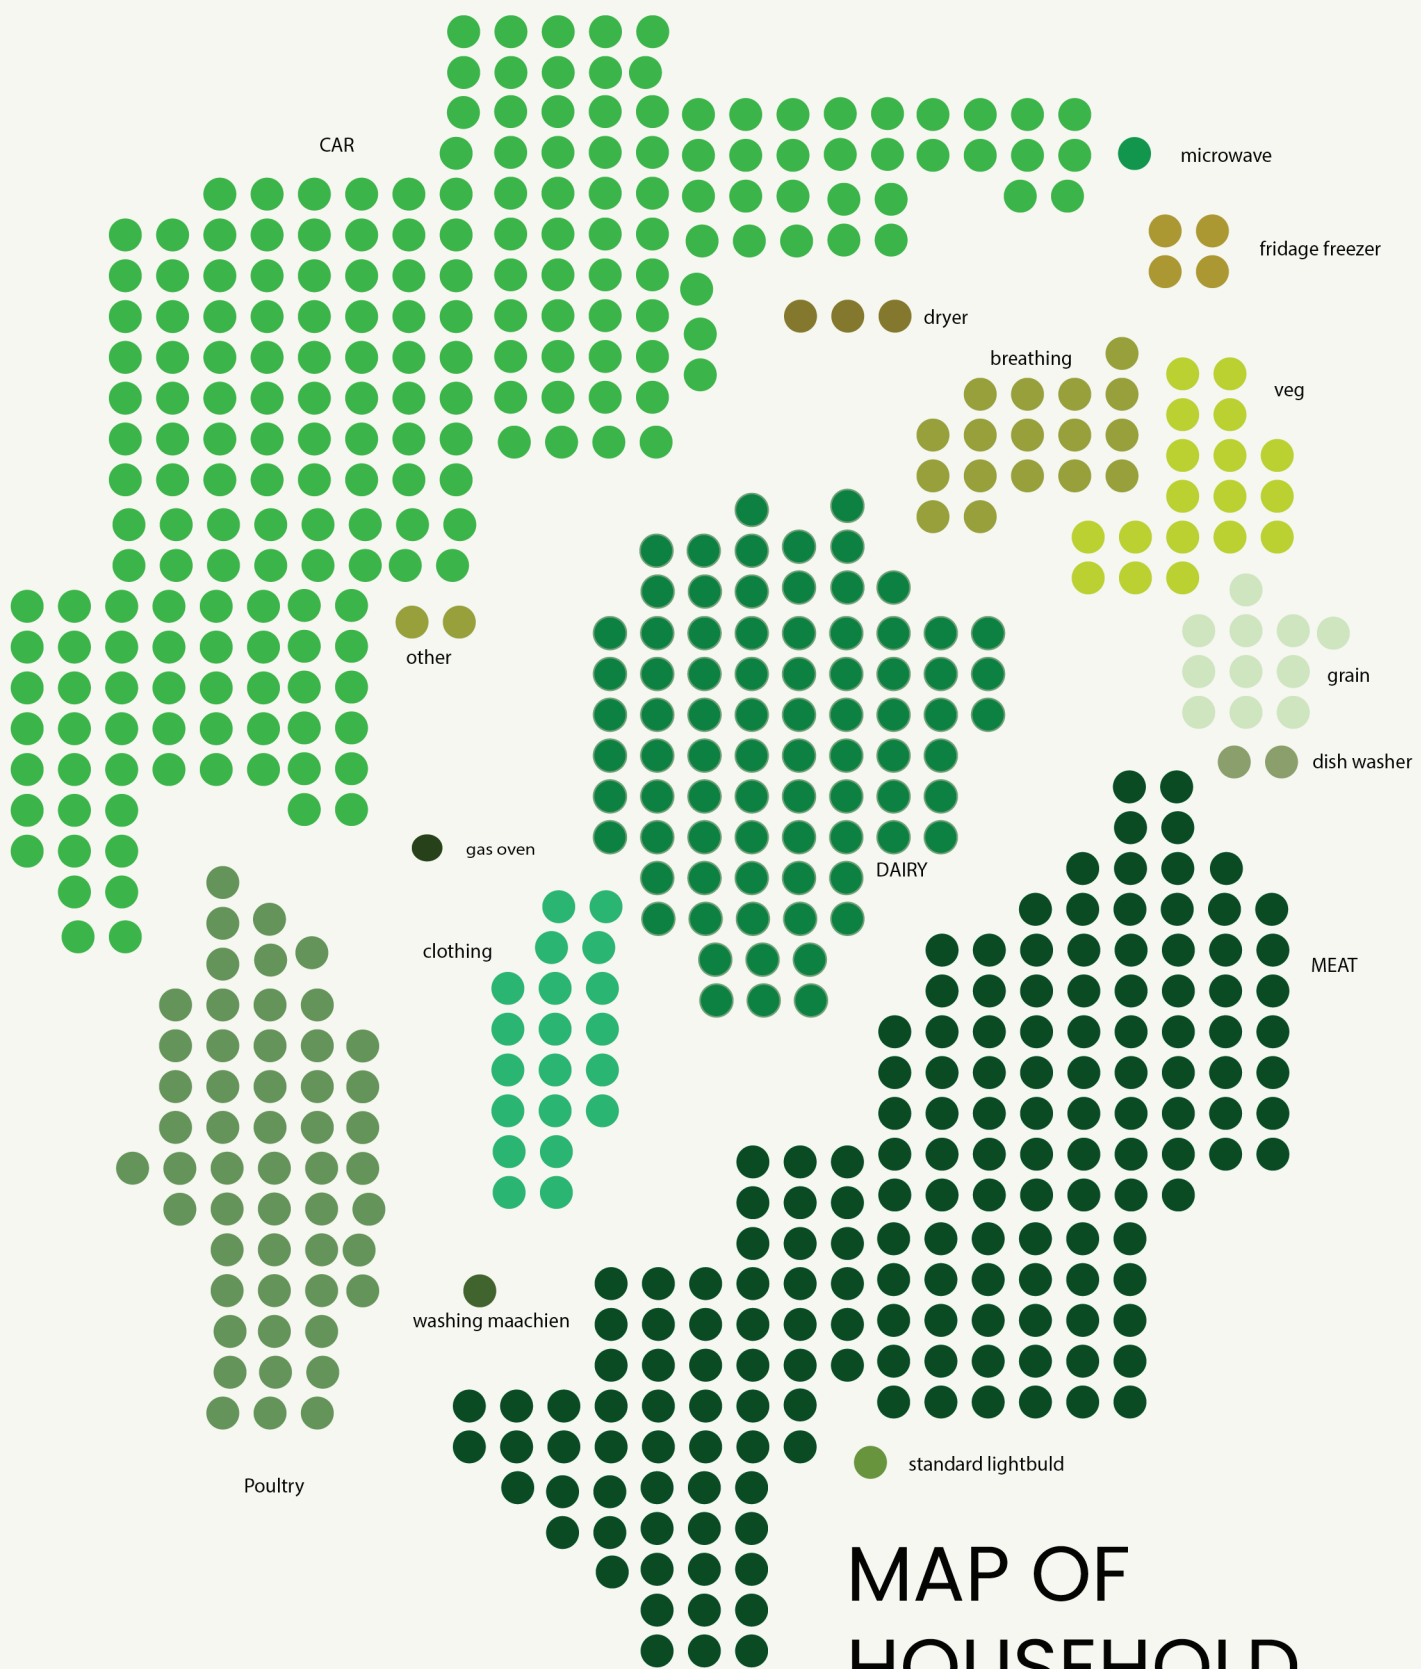 CAR
microwave
fridage freezer
dryer
breathing
veg
other
grain
dish washer
gas oven
DAIRY
clothing
MEAT
washing maachien
standard lightbuld
Poultry
MAP OF
HOUSEHOLD